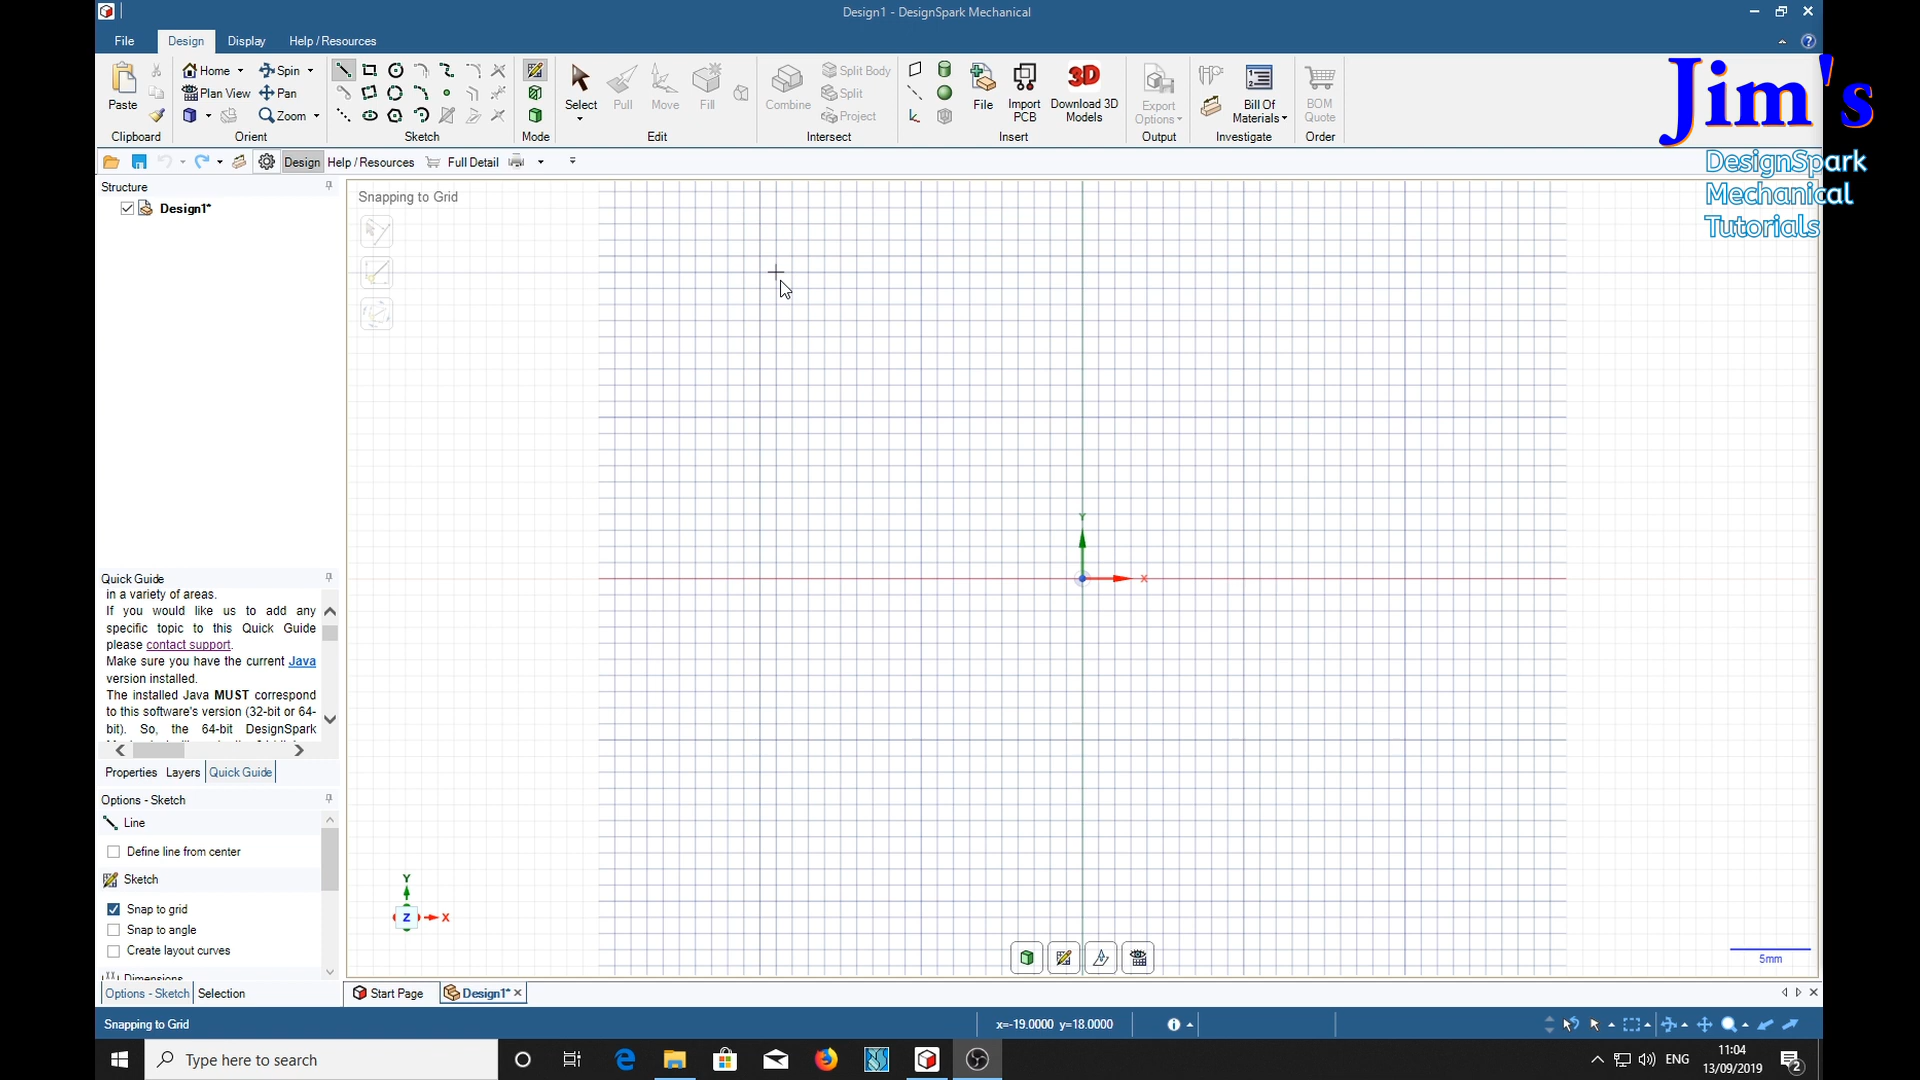 Design1 - DesignSpark Mechanical
File Design Display Help / Resources
Jim's
DesignSpark
Mechanical
Tutorials
Paste
Clipboard
Home Spin
Plan View Pan
Zoom
Orient
Sketch
Mode
Select Pull Move Fill
Edit
Combine
Split Body
Split
Project
Intersect
File
Import
PCB
Download 3D
Models
Insert
3D
Export
Options
Output
Bill Of
Materials
Investigate
BOM
Quote
Order
Design Help / Resources Full Detail
Structure
Design1*
Snapping to Grid
Y
X
Quick Guide
in a variety of areas.
If you would like us to add any
specific topic to this Quick Guide
please contact support.
Make sure you have the current Java
version installed.
The installed Java MUST correspond
to this software's version (32-bit or 64-
bit). So, the 64-bit DesignSpark
Properties Layers Quick Guide
Options - Sketch
Line
Define line from center
Sketch
Snap to grid
Snap to angle
Create layout curves
Dimensions
Y
Z X
5mm
Options - Sketch Selection
Start Page Design1*
Snapping to Grid
x=-19.0000 y=18.0000
Type here to search
ENG
11:04
13/09/2019
2